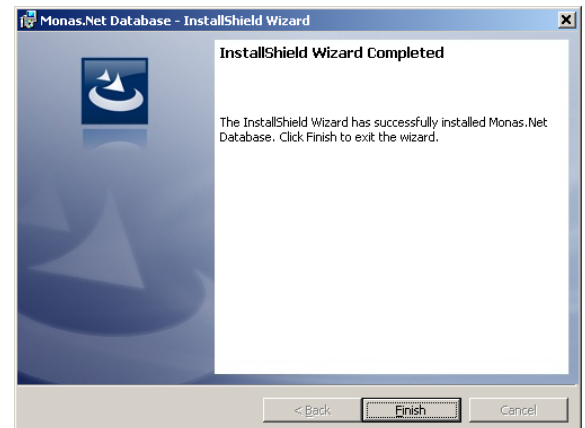 Monas.Net Database - InstallShield Wizard
InstallShield Wizard Completed
The InstallShield Wizard has successfully installed Monas.Net
Database. Click Finish to exit the wizard.
< Back
Finish
Cancel